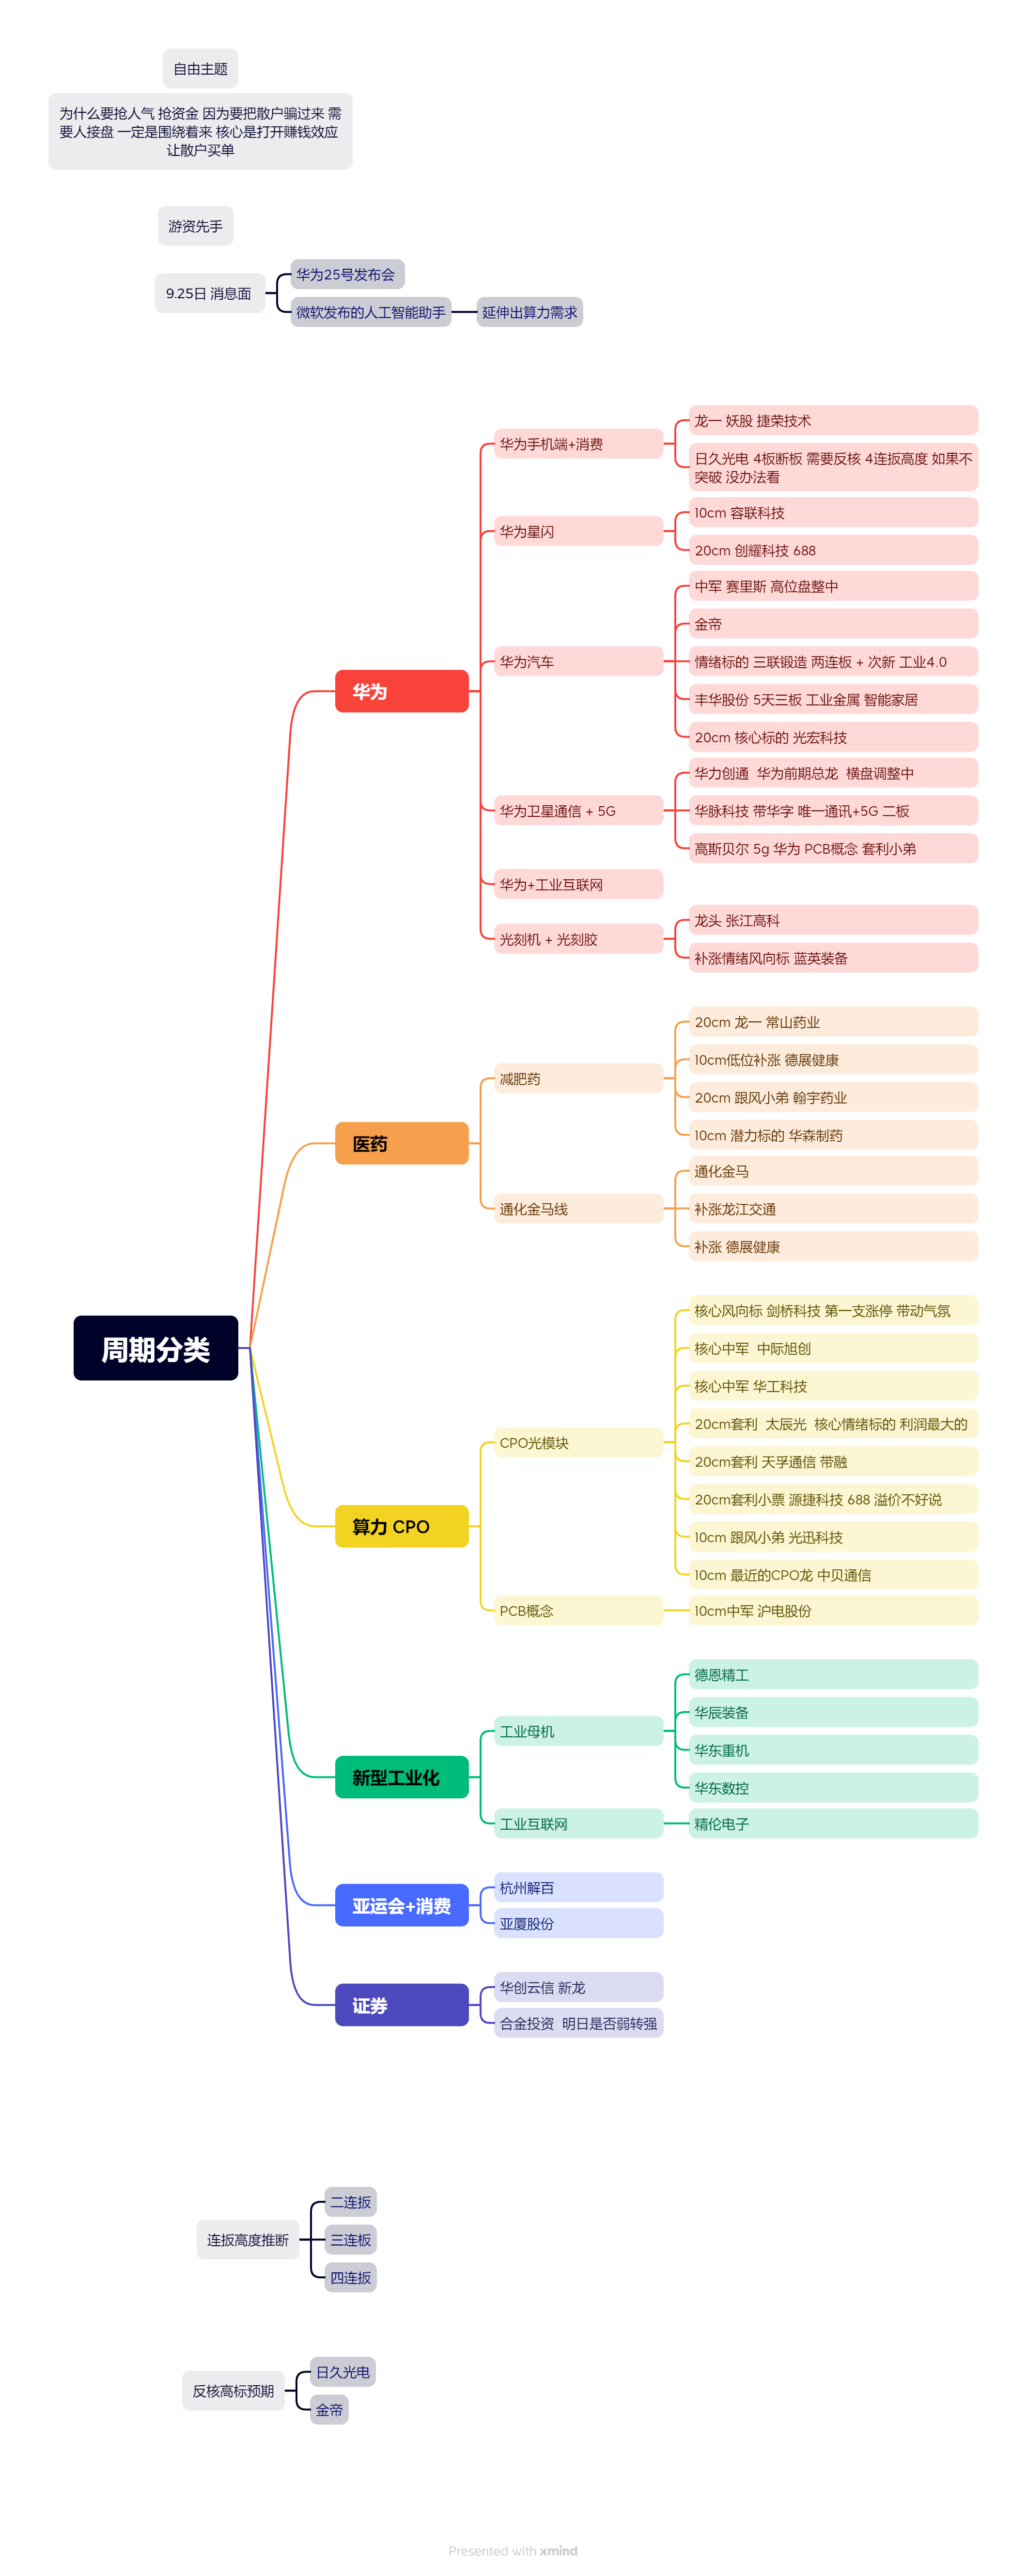 自由主题
为什么要抢人气 抢资金 因为要把散户骗过来 需
要人接盘 一定是围绕着来 核心是打开赚钱效应
让散户买单
游资先手
9.25日 消息面
华为25号发布会
微软发布的人工智能助手
延伸出算力需求
周期分类
华为
华为手机端+消费
龙一 妖股 捷荣技术
日久光电 4板断板 需要反核 4连扳高度 如果不
突破 没办法看
华为星闪
10cm 容联科技
20cm 创耀科技 688
华为汽车
中军 赛里斯 高位盘整中
金帝
情绪标的 三联锻造 两连板 + 次新 工业4.0
丰华股份 5天三板 工业金属 智能家居
20cm 核心标的 光宏科技
华为卫星通信 + 5G
华力创通 华为前期总龙 横盘调整中
华脉科技 带华字 唯一通讯+5G 二板
高斯贝尔 5g 华为 PCB概念 套利小弟
华为+工业互联网
光刻机 + 光刻胶
龙头 张江高科
补涨情绪风向标 蓝英装备
医药
减肥药
20cm 龙一 常山药业
10cm低位补涨 德展健康
20cm 跟风小弟 翰宇药业
10cm 潜力标的 华森制药
通化金马线
通化金马
补涨龙江交通
补涨 德展健康
算力 CPO
CPO光模块
核心风向标 剑桥科技 第一支涨停 带动气氛
核心中军 中际旭创
核心中军 华工科技
20cm套利 太辰光 核心情绪标的 利润最大的
20cm套利 天孚通信 带融
20cm套利小票 源捷科技 688 溢价不好说
10cm 跟风小弟 光迅科技
10cm 最近的CPO龙 中贝通信
PCB概念
10cm中军 沪电股份
新型工业化
工业母机
德恩精工
华辰装备
华东重机
华东数控
工业互联网
精伦电子
亚运会+消费
杭州解百
亚厦股份
证券
华创云信 新龙
合金投资 明日是否弱转强
连扳高度推断
二连扳
三连板
四连扳
反核高标预期
日久光电
金帝
Presented with xmind